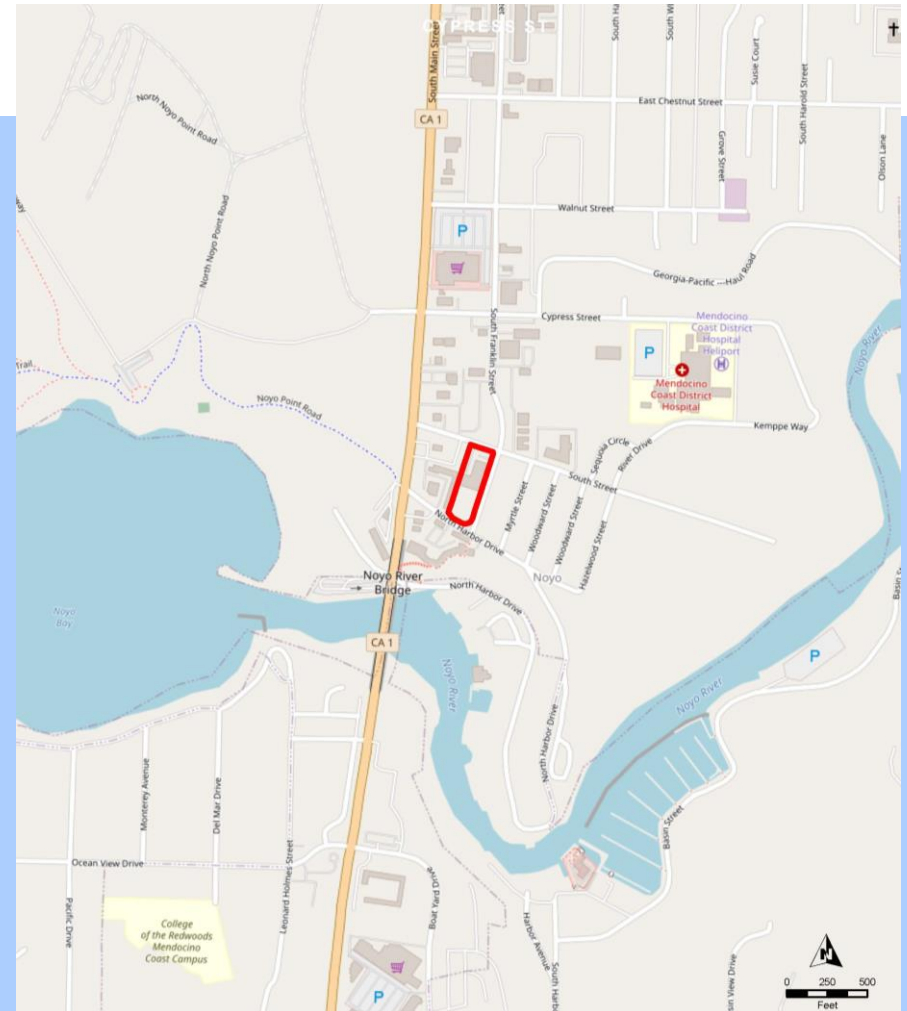 CYPRESS ST
South Main Street
East Chestnut Street
Susie Court
South Harold Street
North Noyo Point Road
CA 1
Grove Street
Olson Lane
Walnut Street
P
North Noyo Point Road
Georgia-Pacific ---Haul Road
Cypress Street
South Franklin Street
Mendocino
Coast District
Hospital
Heliport
H
P
Mendocino
Coast District
Hospital
Noyo River
Trail
Noyo Point Road
Kemppe Way
Sequoia Circle
River Drive
South Street
Myrtle Street
Woodward Street
Woodward Street
Hazelwood Street
North Harbor Drive
Noyo
Noyo River
Bridge
North Harbor Drive
Noyo
Bay
CA 1
Noyo River
Noyo River
P
North Harbor Drive
Monterey Avenue
Del Mar Drive
Basin Street
Ocean View Drive
Leonard Holmes Street
Pacific Drive
Boat Yard Drive
College
of the Redwoods
Mendocino
Coast Campus
Harbor Avenue
P
N
0 250 500
Feet